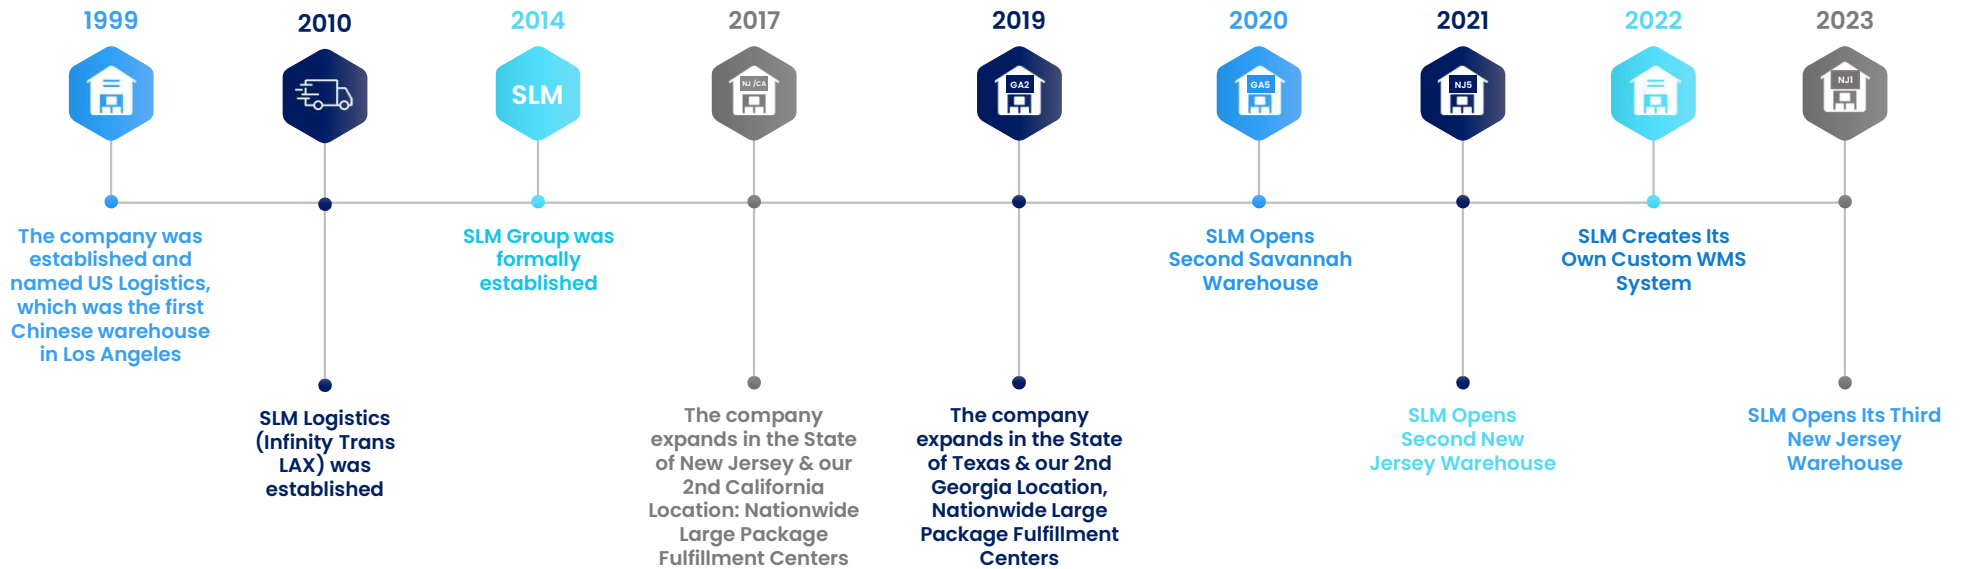 1999
The company was
established and
named US Logistics,
which was the first
Chinese warehouse
in Los Angeles
2010
SLM Logistics
(Infinity Trans
LAX) was
established
2014
SLM
SLM Group was
formally
established
2017
NJ /CA
The company
expands in the State
of New Jersey & our
2nd California
Location: Nationwide
Large Package
Fulfillment Centers
2019
GA2
The company
expands in the State
of Texas & our 2nd
Georgia Location,
Nationwide Large
Package Fulfillment
Centers
2020
GA5
SLM Opens
Second Savannah
Warehouse
2021
NJ5
SLM Opens
Second New
Jersey Warehouse
2022
SLM Creates Its
Own Custom WMS
System
2023
NJ1
SLM Opens Its Third
New Jersey
Warehouse